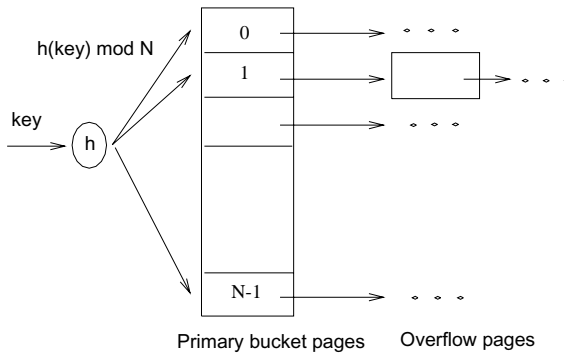 h(key) mod N
key
h
0
1
N-1
Primary bucket pages
Overflow pages